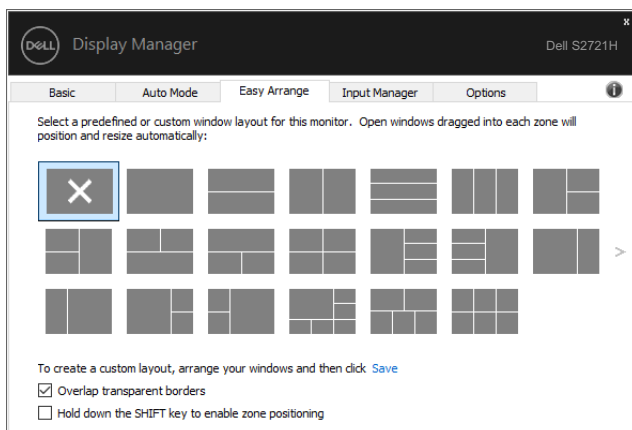 x
DELL Display Manager Dell S2721H
Basic Auto Mode Easy Arrange Input Manager Options
Select a predefined or custom window layout for this monitor. Open windows dragged into each zone will
position and resize automatically:
To create a custom layout, arrange your windows and then click Save
Overlap transparent borders
Hold down the SHIFT key to enable zone positioning